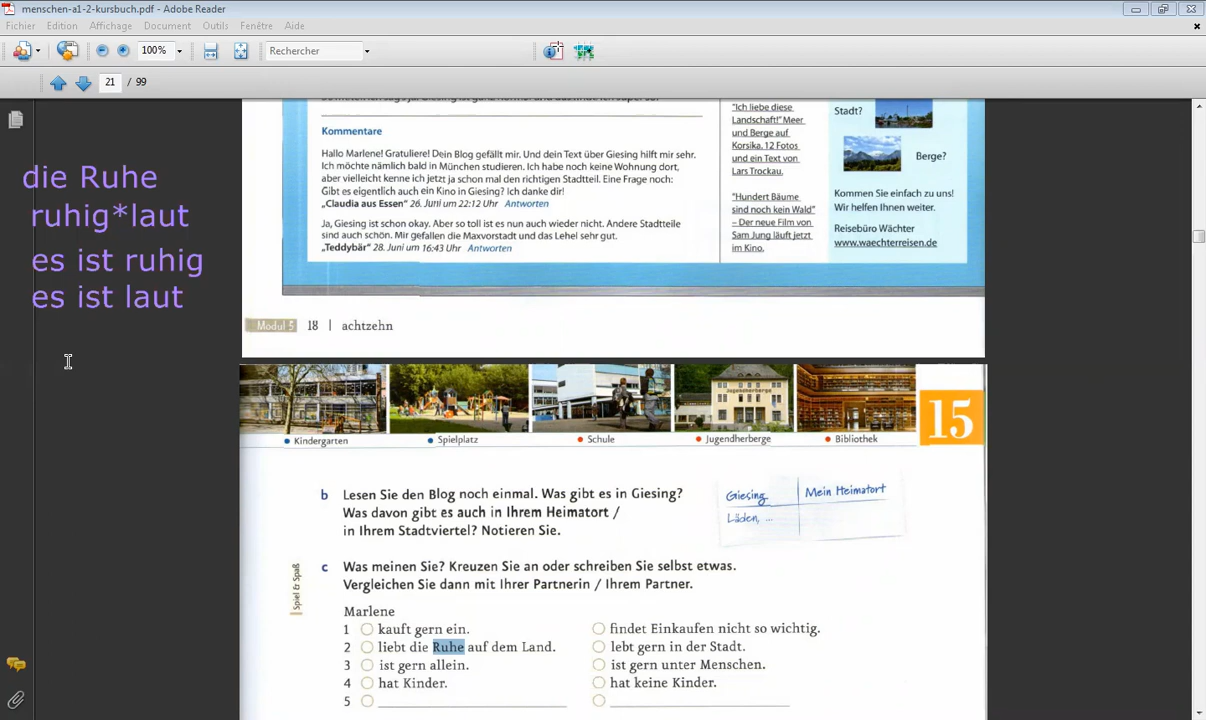 menschen-a1-2-kursbuch.pdf - Adobe Reader
Fichier Edition Affichage Document Outils Fenêtre Aide
100% Rechercher
21 / 99
die Ruhe
ruhig*laut
es ist ruhig
es ist laut
Kommentare
Hallo Marlene! Gratuliere! Dein Blog gefällt mir. Und dein Text über Giesing hilft mir sehr.
Ich möchte nämlich bald in München studieren. Ich habe noch keine Wohnung dort,
aber vielleicht kenne ich jetzt ja schon mal den richtigen Stadtteil. Eine Frage noch:
Gibt es eigentlich auch ein Kino in Giesing? Ich danke dir!
„Claudia aus Essen“ 26. Juni um 22:12 Uhr Antworten
Ja, Giesing ist schon okay. Aber so toll ist es nun auch wieder nicht. Andere Stadtteile
sind auch schön. Mir gefallen die Maxvorstadt und das Lehel sehr gut.
„Teddybär“ 28. Juni um 16:43 Uhr Antworten
"Ich liebe diese
Landschaft!" Meer
und Berge auf
Korsika. 12 Fotos
und ein Text von
Lars Trockau.
"Hundert Bäume
sind noch kein Wald"
– Der neue Film von
Sam Jung läuft jetzt
im Kino.
Stadt?
Berge?
Kommen Sie einfach zu uns!
Wir helfen Ihnen weiter.
Reisebüro Wächter
www.waechterreisen.de
Modul 5 18 | achtzehn
Jugendherberge
• Kindergarten • Spielplatz • Schule • Jugendherberge • Bibliothek
15
b Lesen Sie den Blog noch einmal. Was gibt es in Giesing?
Was davon gibt es auch in Ihrem Heimatort /
in Ihrem Stadtviertel? Notieren Sie.
Giesing Mein Heimatort
Läden, ...
Spiel & Spaß
c Was meinen Sie? Kreuzen Sie an oder schreiben Sie selbst etwas.
Vergleichen Sie dann mit Ihrer Partnerin / Ihrem Partner.
Marlene
1 kauft gern ein. findet Einkaufen nicht so wichtig.
2 liebt die Ruhe auf dem Land. lebt gern in der Stadt.
3 ist gern allein. ist gern unter Menschen.
4 hat Kinder. hat keine Kinder.
5